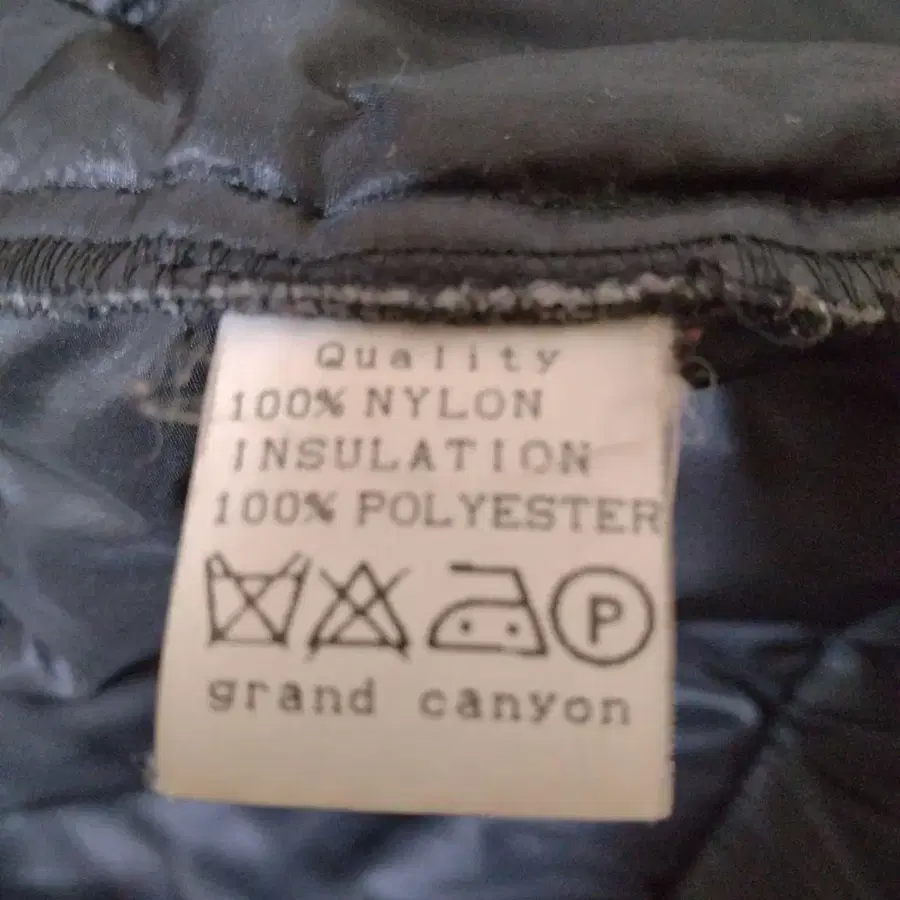 Quality
100% NYLON
INSULATION
100% POLYESTER
P
grand canyon